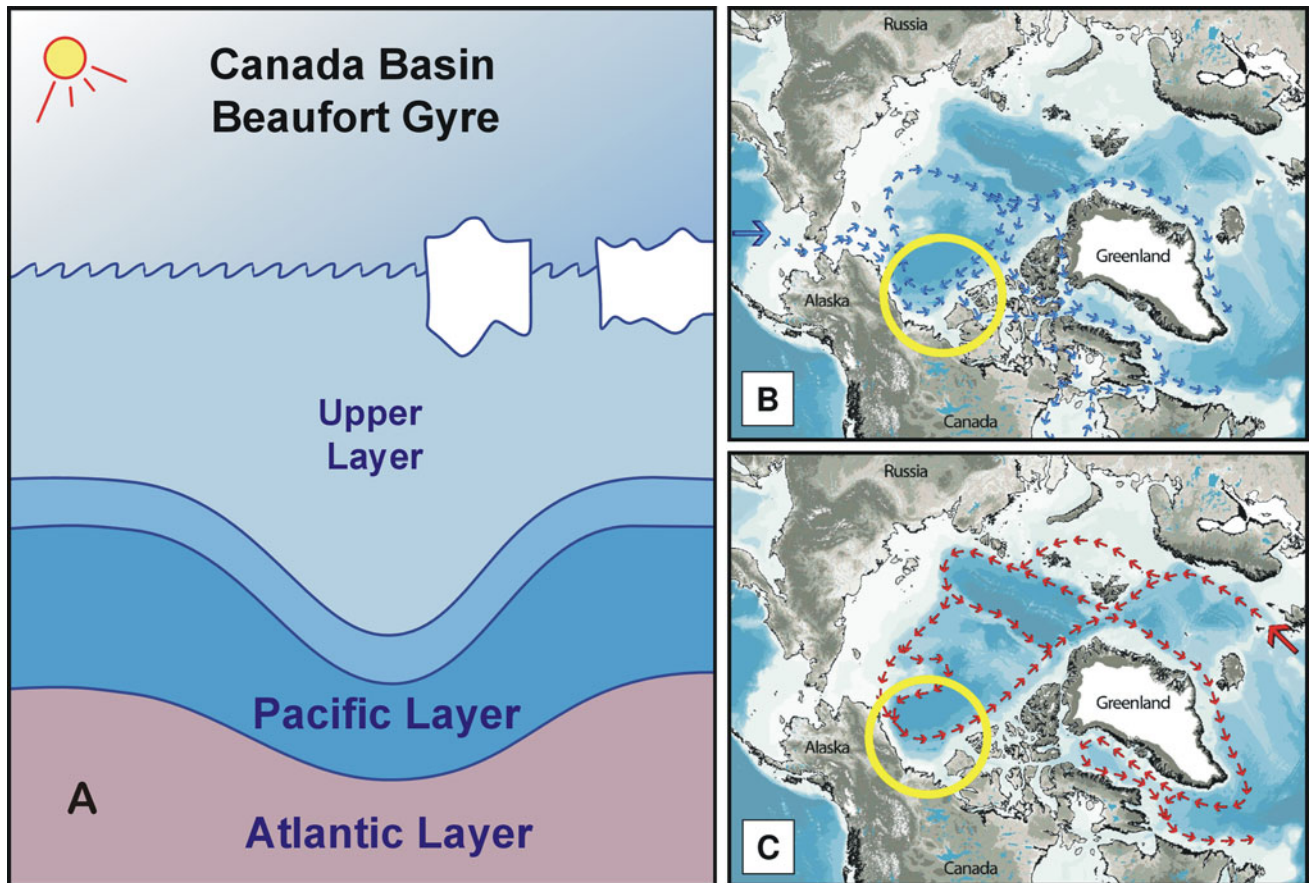 Canada Basin
Beaufort Gyre
Upper
Layer
Pacific Layer
A
Atlantic Layer
Russia
Greenland
Alaska
B
Canada
Russia
Greenland
Alaska
C
Canada